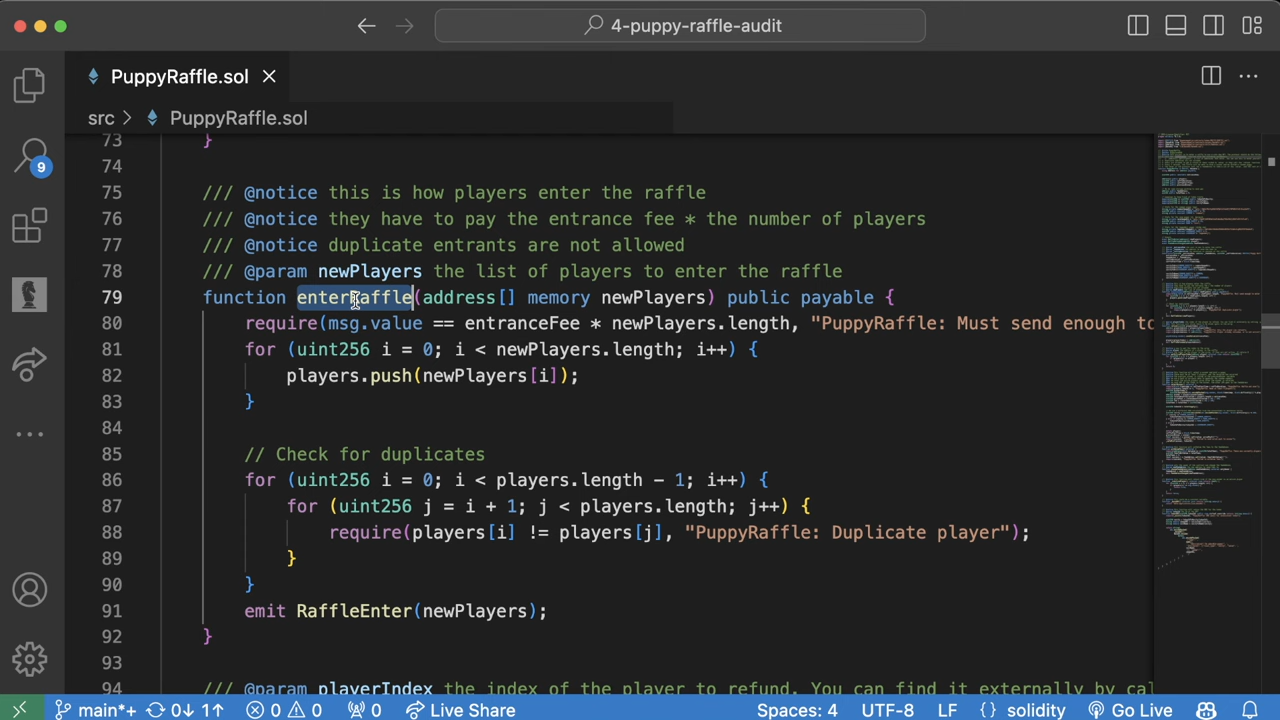 4-puppy-raffle-audit
PuppyRaffle.sol
src > PuppyRaffle.sol
9
73 }
74
75 /// @notice this is how players enter the raffle
76 /// @notice they have to pay the entrance fee * the number of players
77 /// @notice duplicate entrants are not allowed
78 /// @param newPlayers the list of players to enter the raffle
79 function enterRaffle(address[] memory newPlayers) public payable {
80 require(msg.value == entranceFee * newPlayers.length, "PuppyRaffle: Must send enough to
81 for (uint256 i = 0; i < newPlayers.length; i++) {
82 players.push(newPlayers[i]);
83 }
84
85 // Check for duplicates
86 for (uint256 i = 0; i < players.length - 1; i++) {
87 for (uint256 j = i + 1; j < players.length; j++) {
88 require(players[i] != players[j], "PuppyRaffle: Duplicate player");
89 }
90 }
91 emit RaffleEnter(newPlayers);
92 }
93
94 /// @param playerIndex the index of the player to refund. You can find it externally by cal
main*+ 0↓ 1↑ 0 0 0 Live Share Spaces: 4 UTF-8 LF {} solidity Go Live